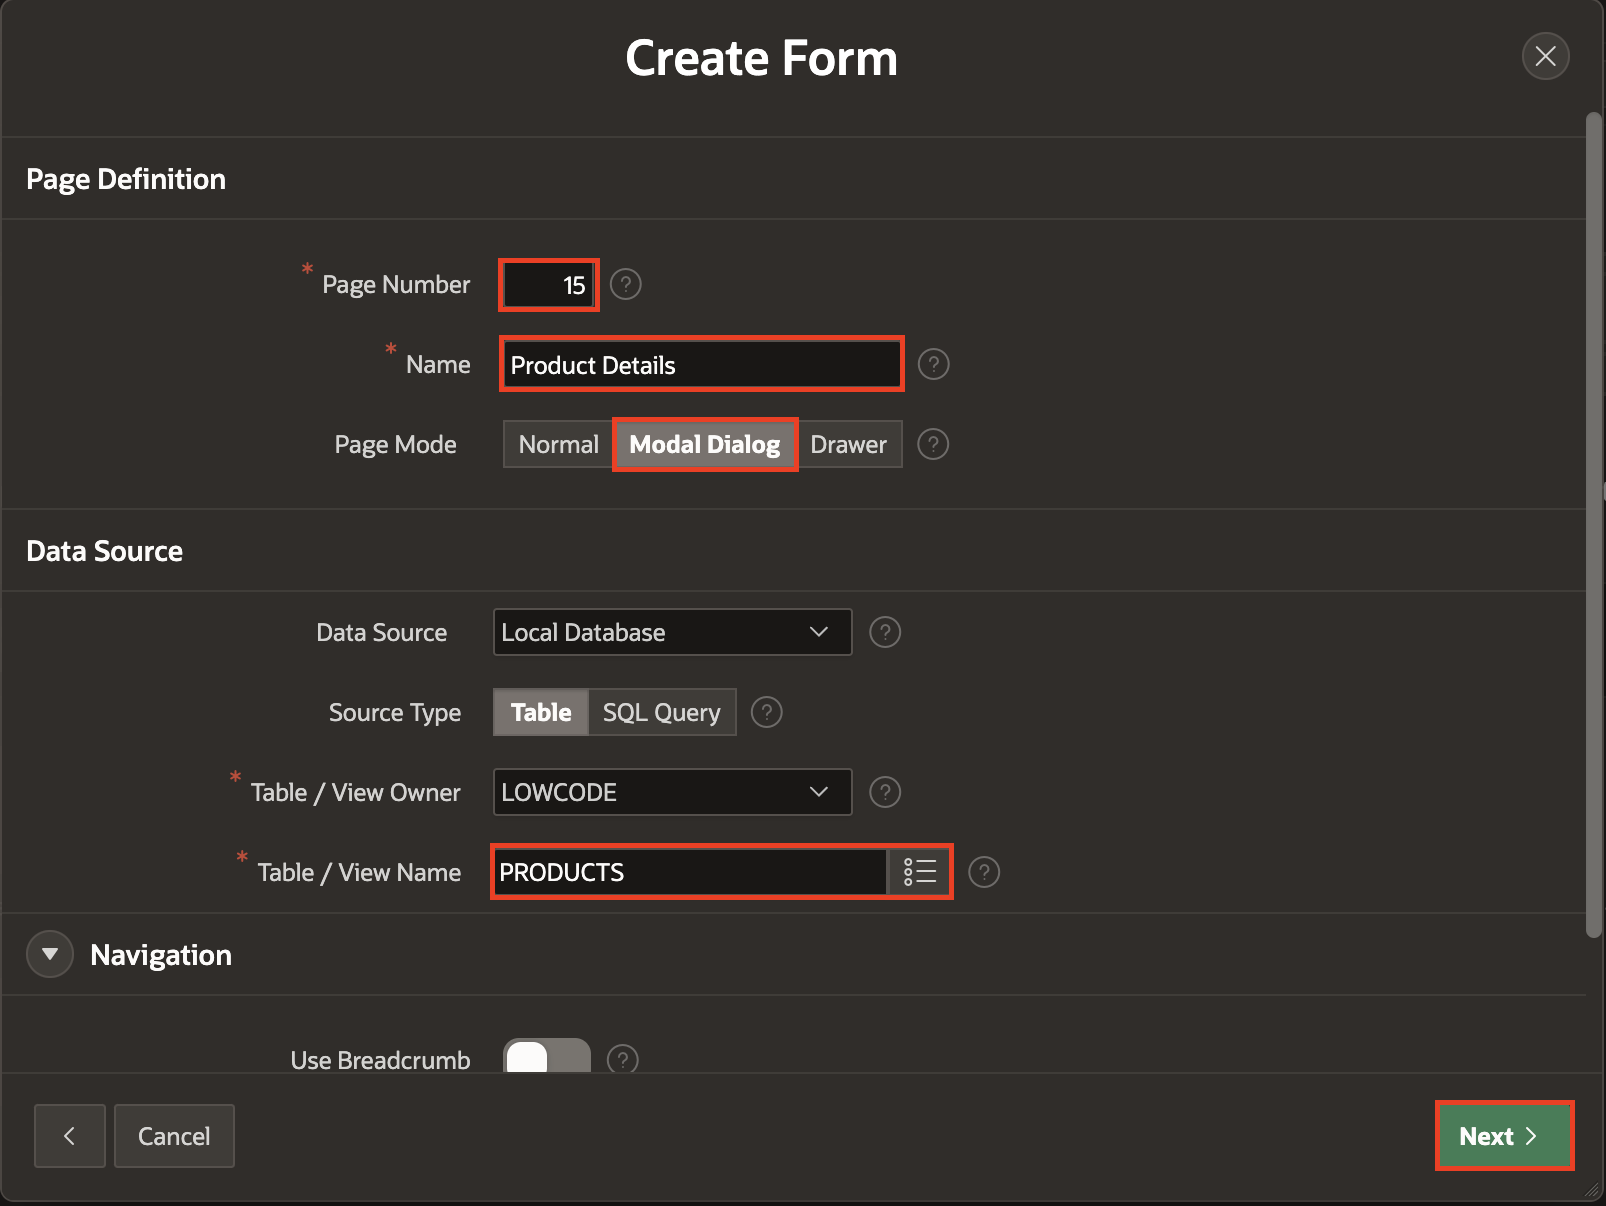 Create Form
Page Definition
* Page Number 15 ?
* Name Product Details ?
Page Mode Normal Modal Dialog Drawer ?
Data Source
Data Source Local Database ?
Source Type Table SQL Query ?
* Table / View Owner LOWCODE ?
* Table / View Name PRODUCTS ?
Navigation
Use Breadcrumb ?
Cancel Next